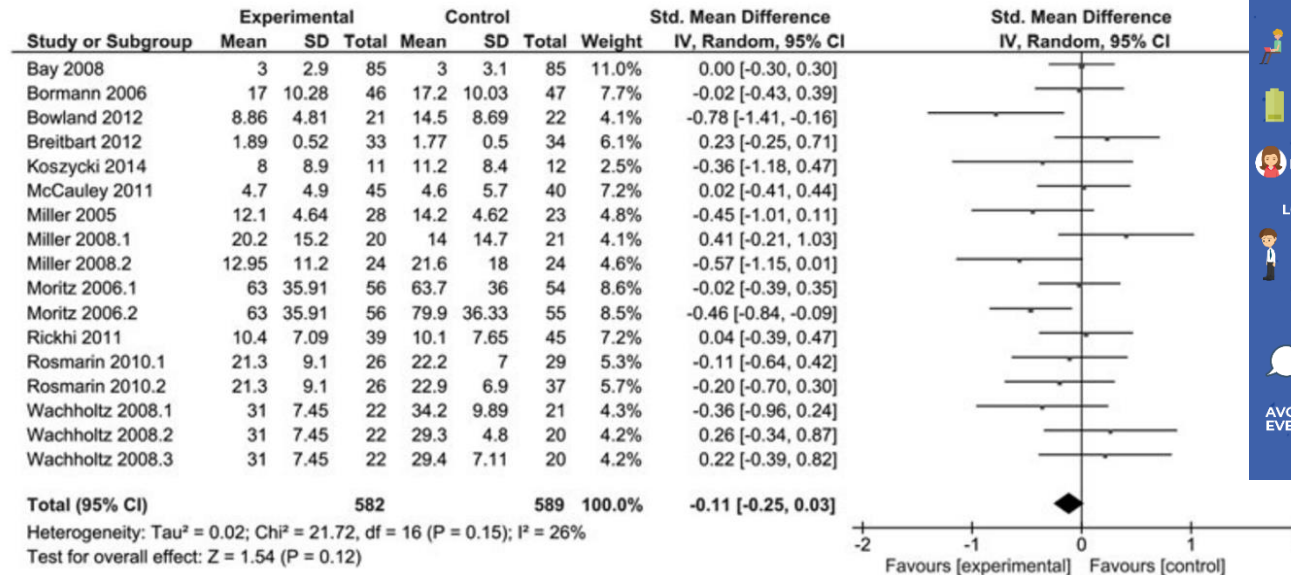 Experimental Control Std. Mean Difference Std. Mean Difference
Study or Subgroup Mean SD Total Mean SD Total Weight IV, Random, 95% CI IV, Random, 95% CI
Bay 2008 3 2.9 85 3 3.1 85 11.0% 0.00 [-0.30, 0.30]
Bormann 2006 17 10.28 46 17.2 10.03 47 7.7% -0.02 [-0.43, 0.39]
Bowland 2012 8.86 4.81 21 14.5 8.69 22 4.1% -0.78 [-1.41, -0.16]
Breitbart 2012 1.89 0.52 33 1.77 0.5 34 6.1% 0.23 [-0.25, 0.71]
Koszycki 2014 8 8.9 11 11.2 8.4 12 2.6% -0.36 [-1.18, 0.47]
McCauley 2011 4.7 4.9 45 4.6 5.7 40 7.2% 0.02 [-0.41, 0.44]
Miller 2005 12.1 4.64 28 14.2 4.62 23 4.8% -0.45 [-1.01, 0.11]
Miller 2008.1 20.2 15.2 20 14 14.7 21 4.1% 0.41 [-0.21, 1.03]
Miller 2008.2 12.95 11.2 24 21.6 18 24 4.6% -0.57 [-1.15, 0.01]
Moritz 2006.1 63 35.91 56 63.7 36 54 8.6% -0.02 [-0.39, 0.35]
Moritz 2006.2 63 35.91 56 79.9 36.33 55 8.5% -0.46 [-0.84, -0.09]
Rickhi 2011 10.4 7.09 39 10.1 7.65 45 7.2% 0.04 [-0.39, 0.47]
Rosmarin 2010.1 21.3 9.1 26 22.2 7 29 5.3% -0.11 [-0.64, 0.42]
Rosmarin 2010.2 21.3 9.1 26 22.9 6.9 37 5.7% -0.20 [-0.70, 0.30]
Wachholtz 2008.1 31 7.45 22 34.2 9.89 21 4.3% -0.36 [-0.96, 0.24]
Wachholtz 2008.2 31 7.45 22 29.3 4.8 20 4.2% 0.26 [-0.34, 0.87]
Wachholtz 2008.3 31 7.45 22 29.4 7.11 20 4.2% 0.22 [-0.39, 0.82]
Total (95% CI) 582 589 100.0% -0.11 [-0.25, 0.03]
Heterogeneity: Tau² = 0.02; Chi² = 21.72, df = 16 (P = 0.15); I² = 26%
Test for overall effect: Z = 1.54 (P = 0.12)
-2 -1 0 1
Favours [experimental] Favours [control]